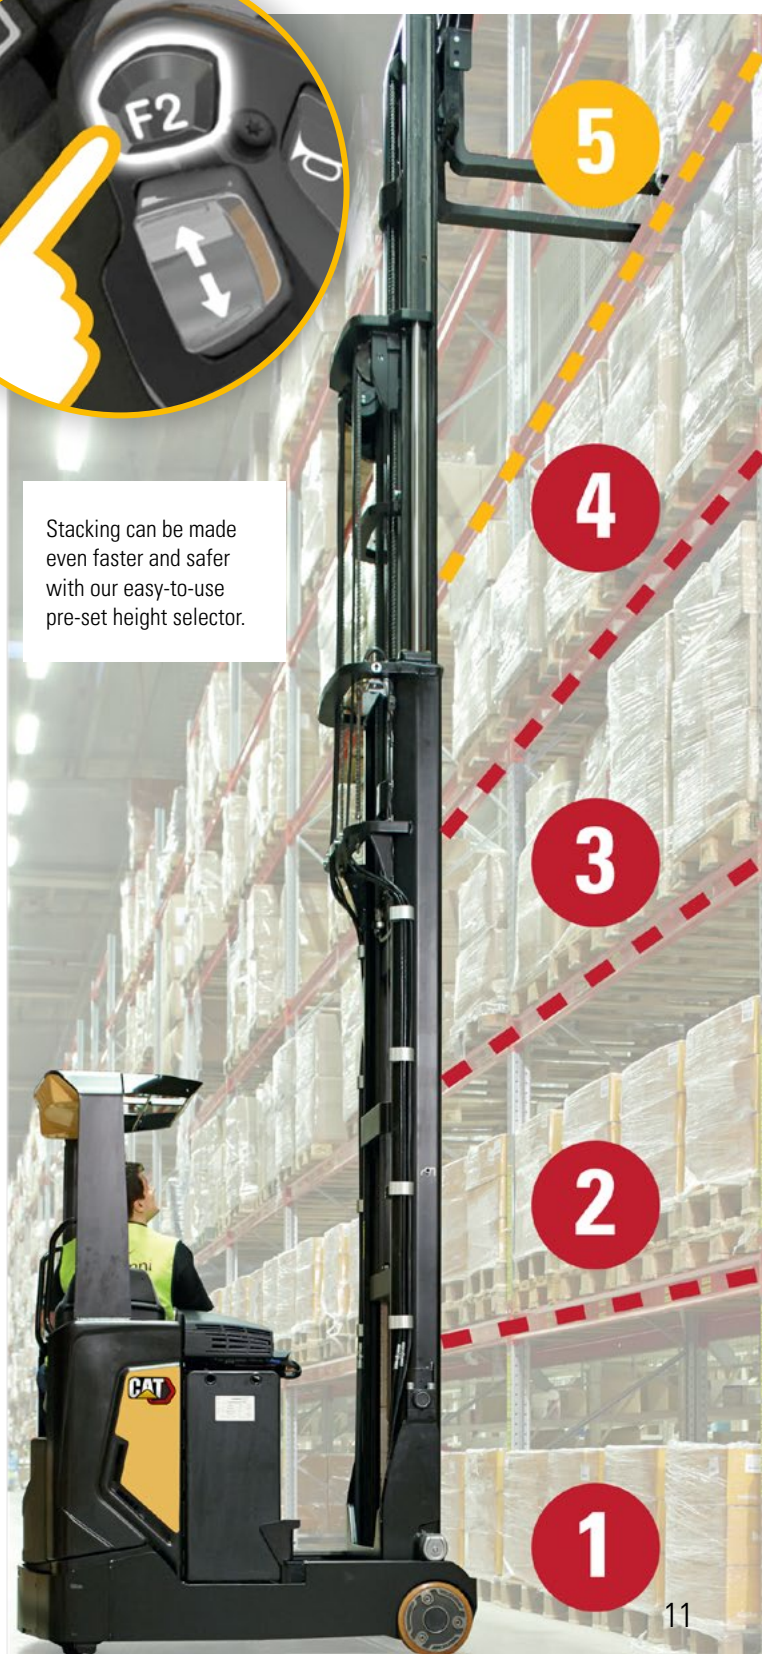 F2
5
4
Stacking can be made
even faster and safer
with our easy-to-use
pre-set height selector.
3
2
CAT
1
11